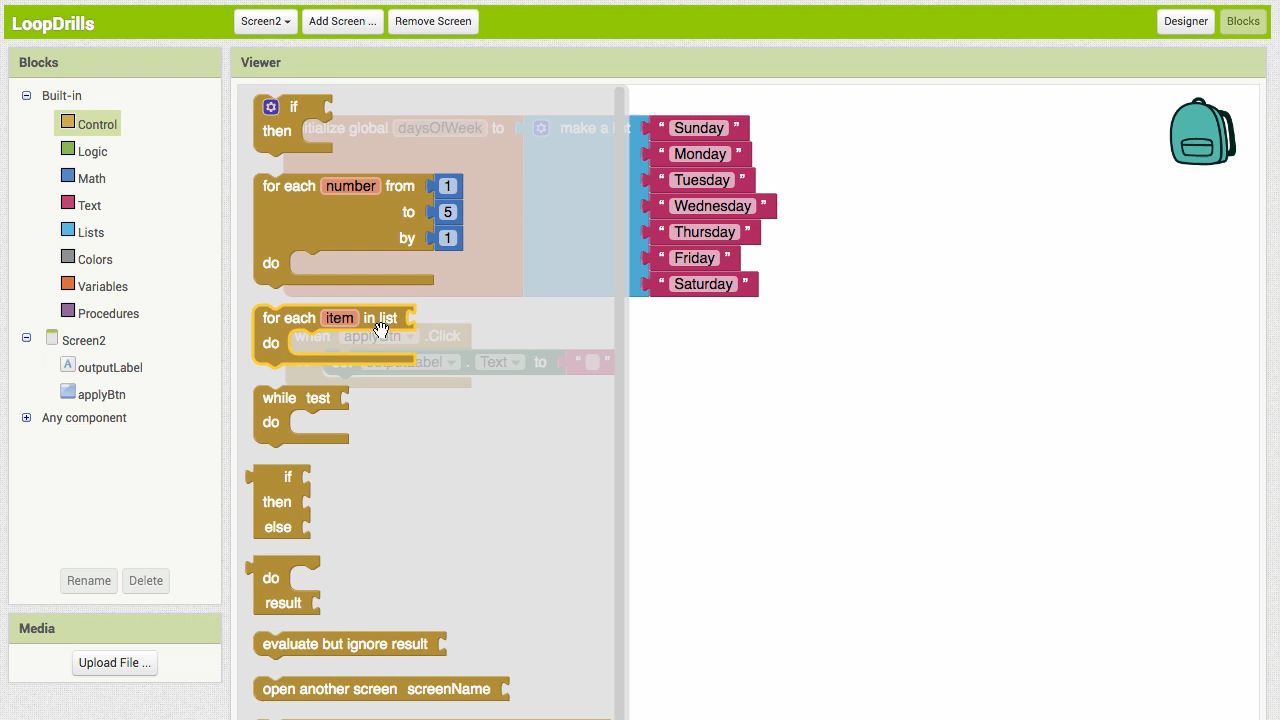 LoopDrills
Screen2
Add Screen ...
Remove Screen
Designer
Blocks
Blocks
Viewer
Built-in
Control
Logic
Math
Text
Lists
Colors
Variables
Procedures
Screen2
outputLabel
applyBtn
Any component
Rename
Delete
Media
Upload File ...
if
then
for each number from 1
to 5
by 1
do
for each item in list
do
while test
do
if
then
else
do
result
evaluate but ignore result
open another screen screenName
global daysOfWeek to
make a
" Sunday "
" Monday "
" Tuesday "
" Wednesday "
" Thursday "
" Friday "
" Saturday "
when applyBtn .Click
. Text to " "